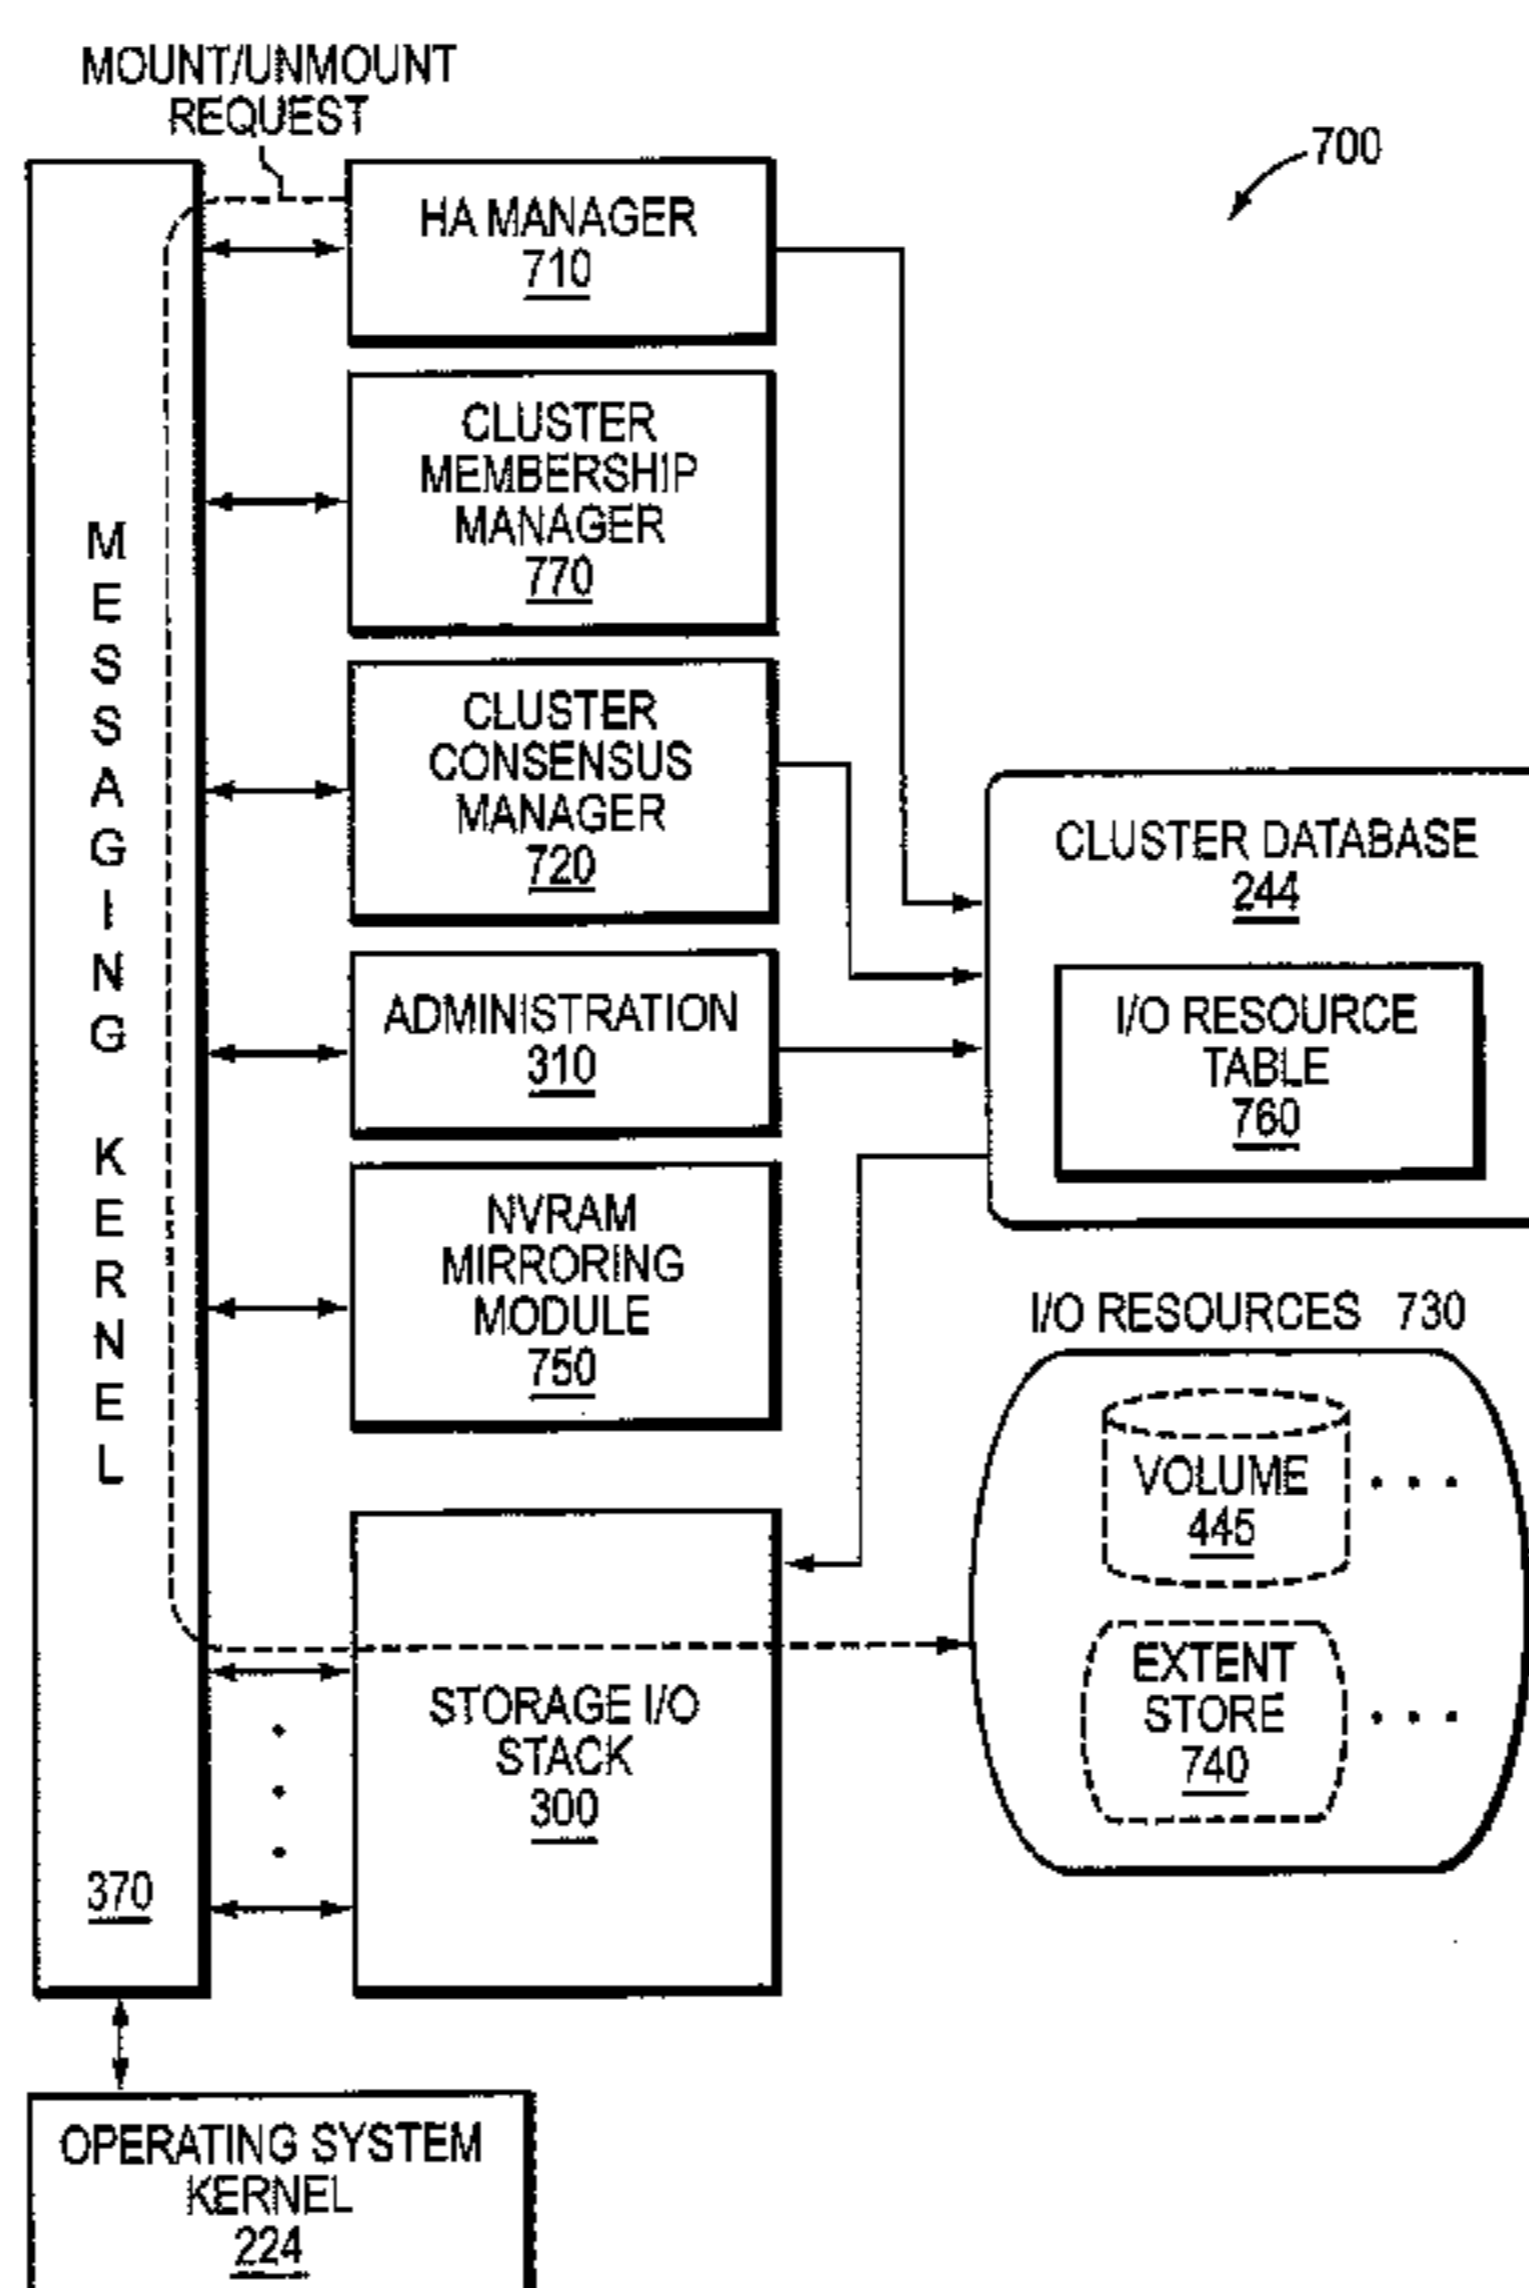 MOUNT/UNMOUNT
REQUEST
700
HA MANAGER
710
CLUSTER
MEMBERSHIP
MANAGER
770
MESSAGING KERNEL
370
CLUSTER
CONSENSUS
MANAGER
720
CLUSTER DATABASE
244
ADMINISTRATION
310
I/O RESOURCE
TABLE
760
NVRAM
MIRRORING
MODULE
750
I/O RESOURCES 730
VOLUME
445
EXTENT
STORE
740
STORAGE I/O
STACK
300
OPERATING SYSTEM
KERNEL
224